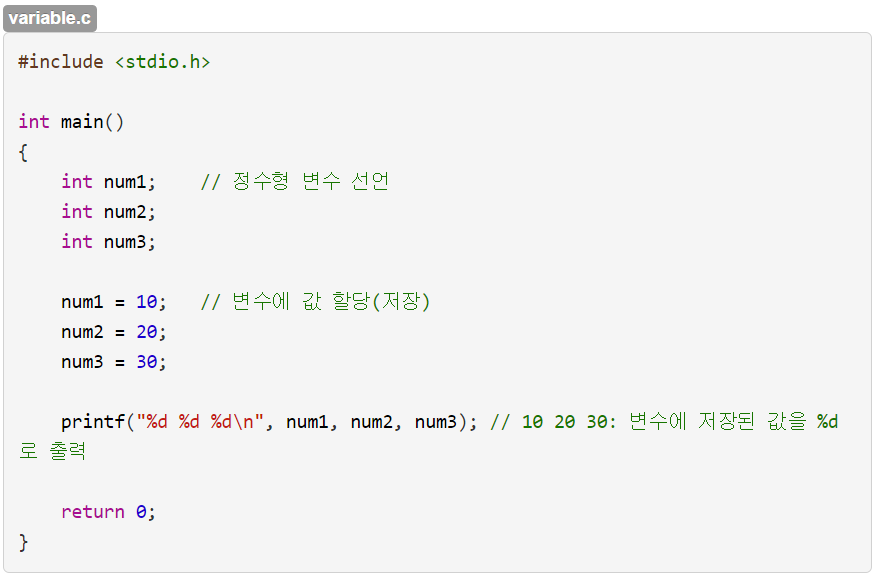 variable.c
#include <stdio.h>
int main()
{
    int num1;    // 정수형 변수 선언
    int num2;
    int num3;
    num1 = 10;   // 변수에 값 할당(저장)
    num2 = 20;
    num3 = 30;
    printf("%d %d %d\n", num1, num2, num3); // 10 20 30: 변수에 저장된 값을 %d
로 출력
    return 0;
}